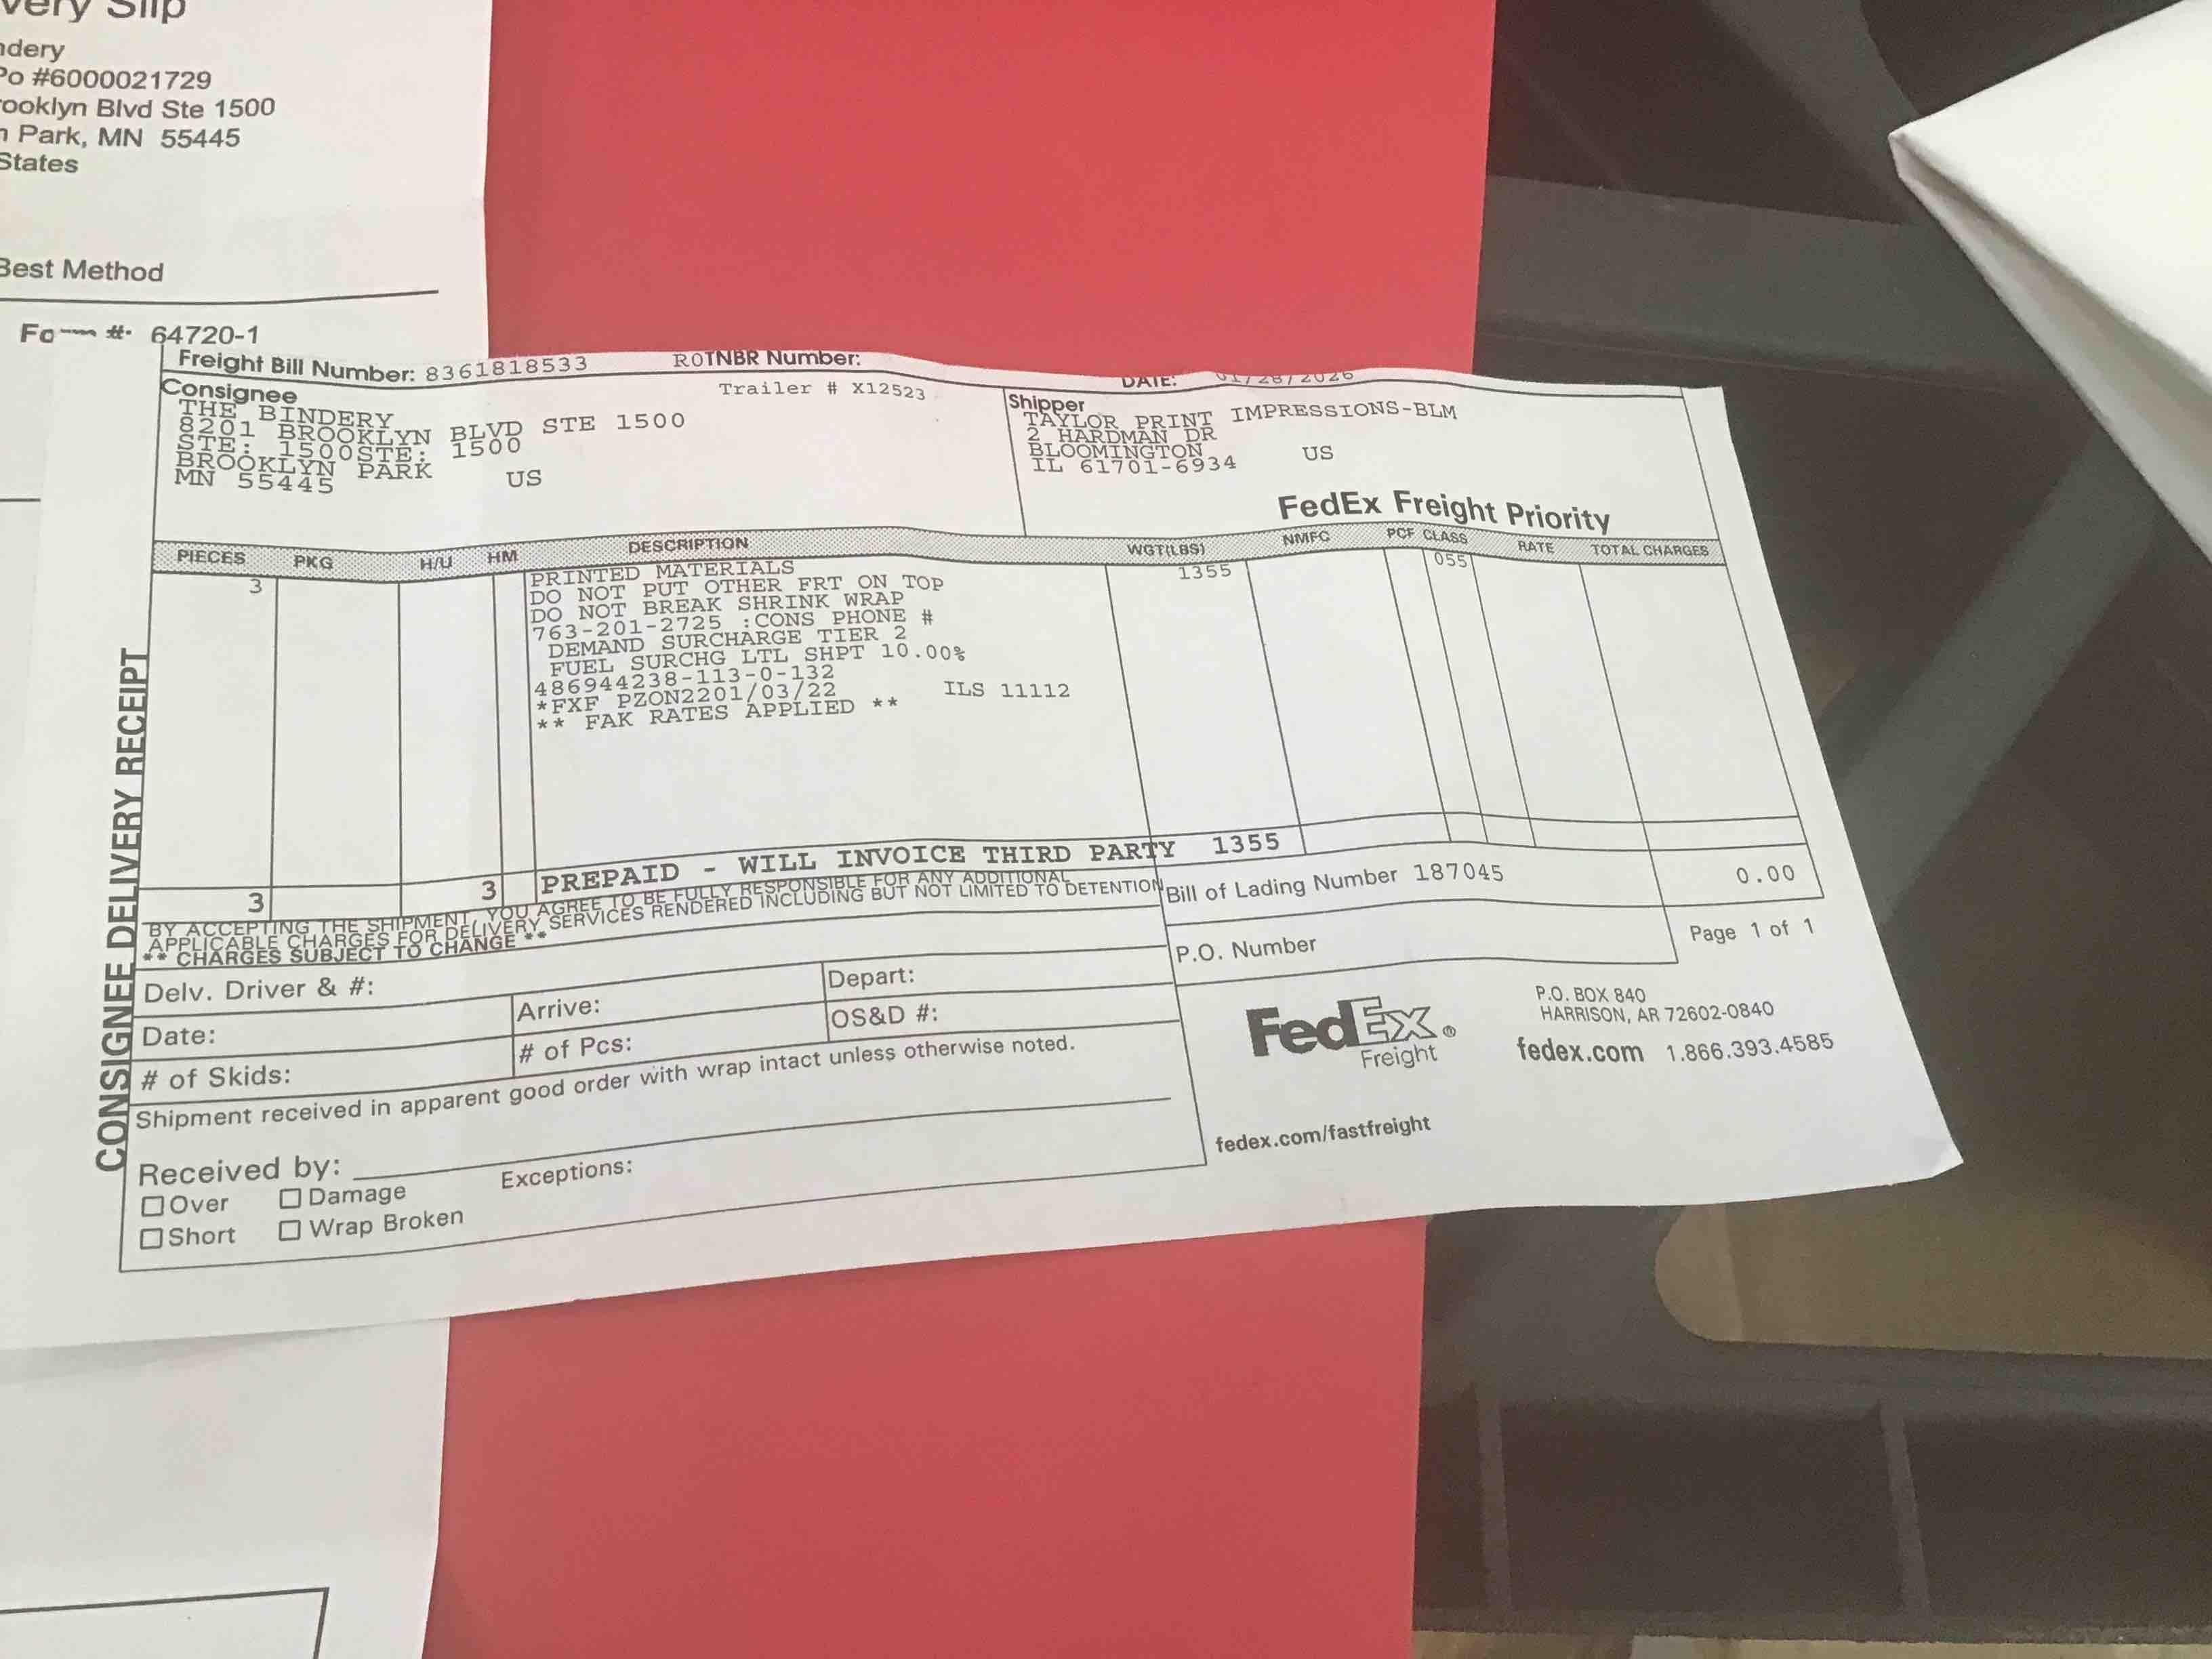 very Slip
dery
Po #6000021729
ooklyn Blvd Ste 1500
Park, MN 55445
States
Best Method
64720-1
Freight Bill Number: 8361818533 ROTNBR Number:
Trailer # X12523
DATE: 01/28/2026
Consignee
THE BINDERY
8201 BROOKLYN BLVD STE 1500
STE: 1500STE: 1500
BROOKLYN PARK
MN 55445 US
Shipper
TAYLOR PRINT IMPRESSIONS-BLM
2 HARDMAN DR
BLOOMINGTON
IL 61701-6934 US
FedEx Freight Priority
PIECES PKG H/U HM DESCRIPTION WGT(LBS) NMFC PCF CLASS RATE TOTAL CHARGES
3 PRINTED MATERIALS 1355 055
DO NOT PUT OTHER FRT ON TOP
DO NOT BREAK SHRINK WRAP
763-201-2725 :CONS PHONE #
DEMAND SURCHARGE TIER 2
FUEL SURCHG LTL SHPT 10.00%
486944238-113-0-132
*FXF PZON2201/03/22 ILS 11112
** FAK RATES APPLIED **
3 3 PREPAID - WILL INVOICE THIRD PARTY 1355
BY ACCEPTING THE SHIPMENT, YOU AGREE TO BE FULLY RESPONSIBLE FOR ANY ADDITIONAL
APPLICABLE CHARGES FOR DELIVERY SERVICES RENDERED INCLUDING BUT NOT LIMITED TO DETENTION
** CHARGES SUBJECT TO CHANGE **
Bill of Lading Number 187045 0.00
P.O. Number
Page 1 of 1
Delv. Driver & #:
Date: Arrive: Depart:
# of Skids: # of Pcs: OS&D #:
Shipment received in apparent good order with wrap intact unless otherwise noted.
Received by:
Over Damage Exceptions:
Short Wrap Broken
CONSIGNEE DELIVERY RECEIPT
FedEx®
Freight
P.O. BOX 840
HARRISON, AR 72602-0840
fedex.com 1.866.393.4585
fedex.com/fastfreight